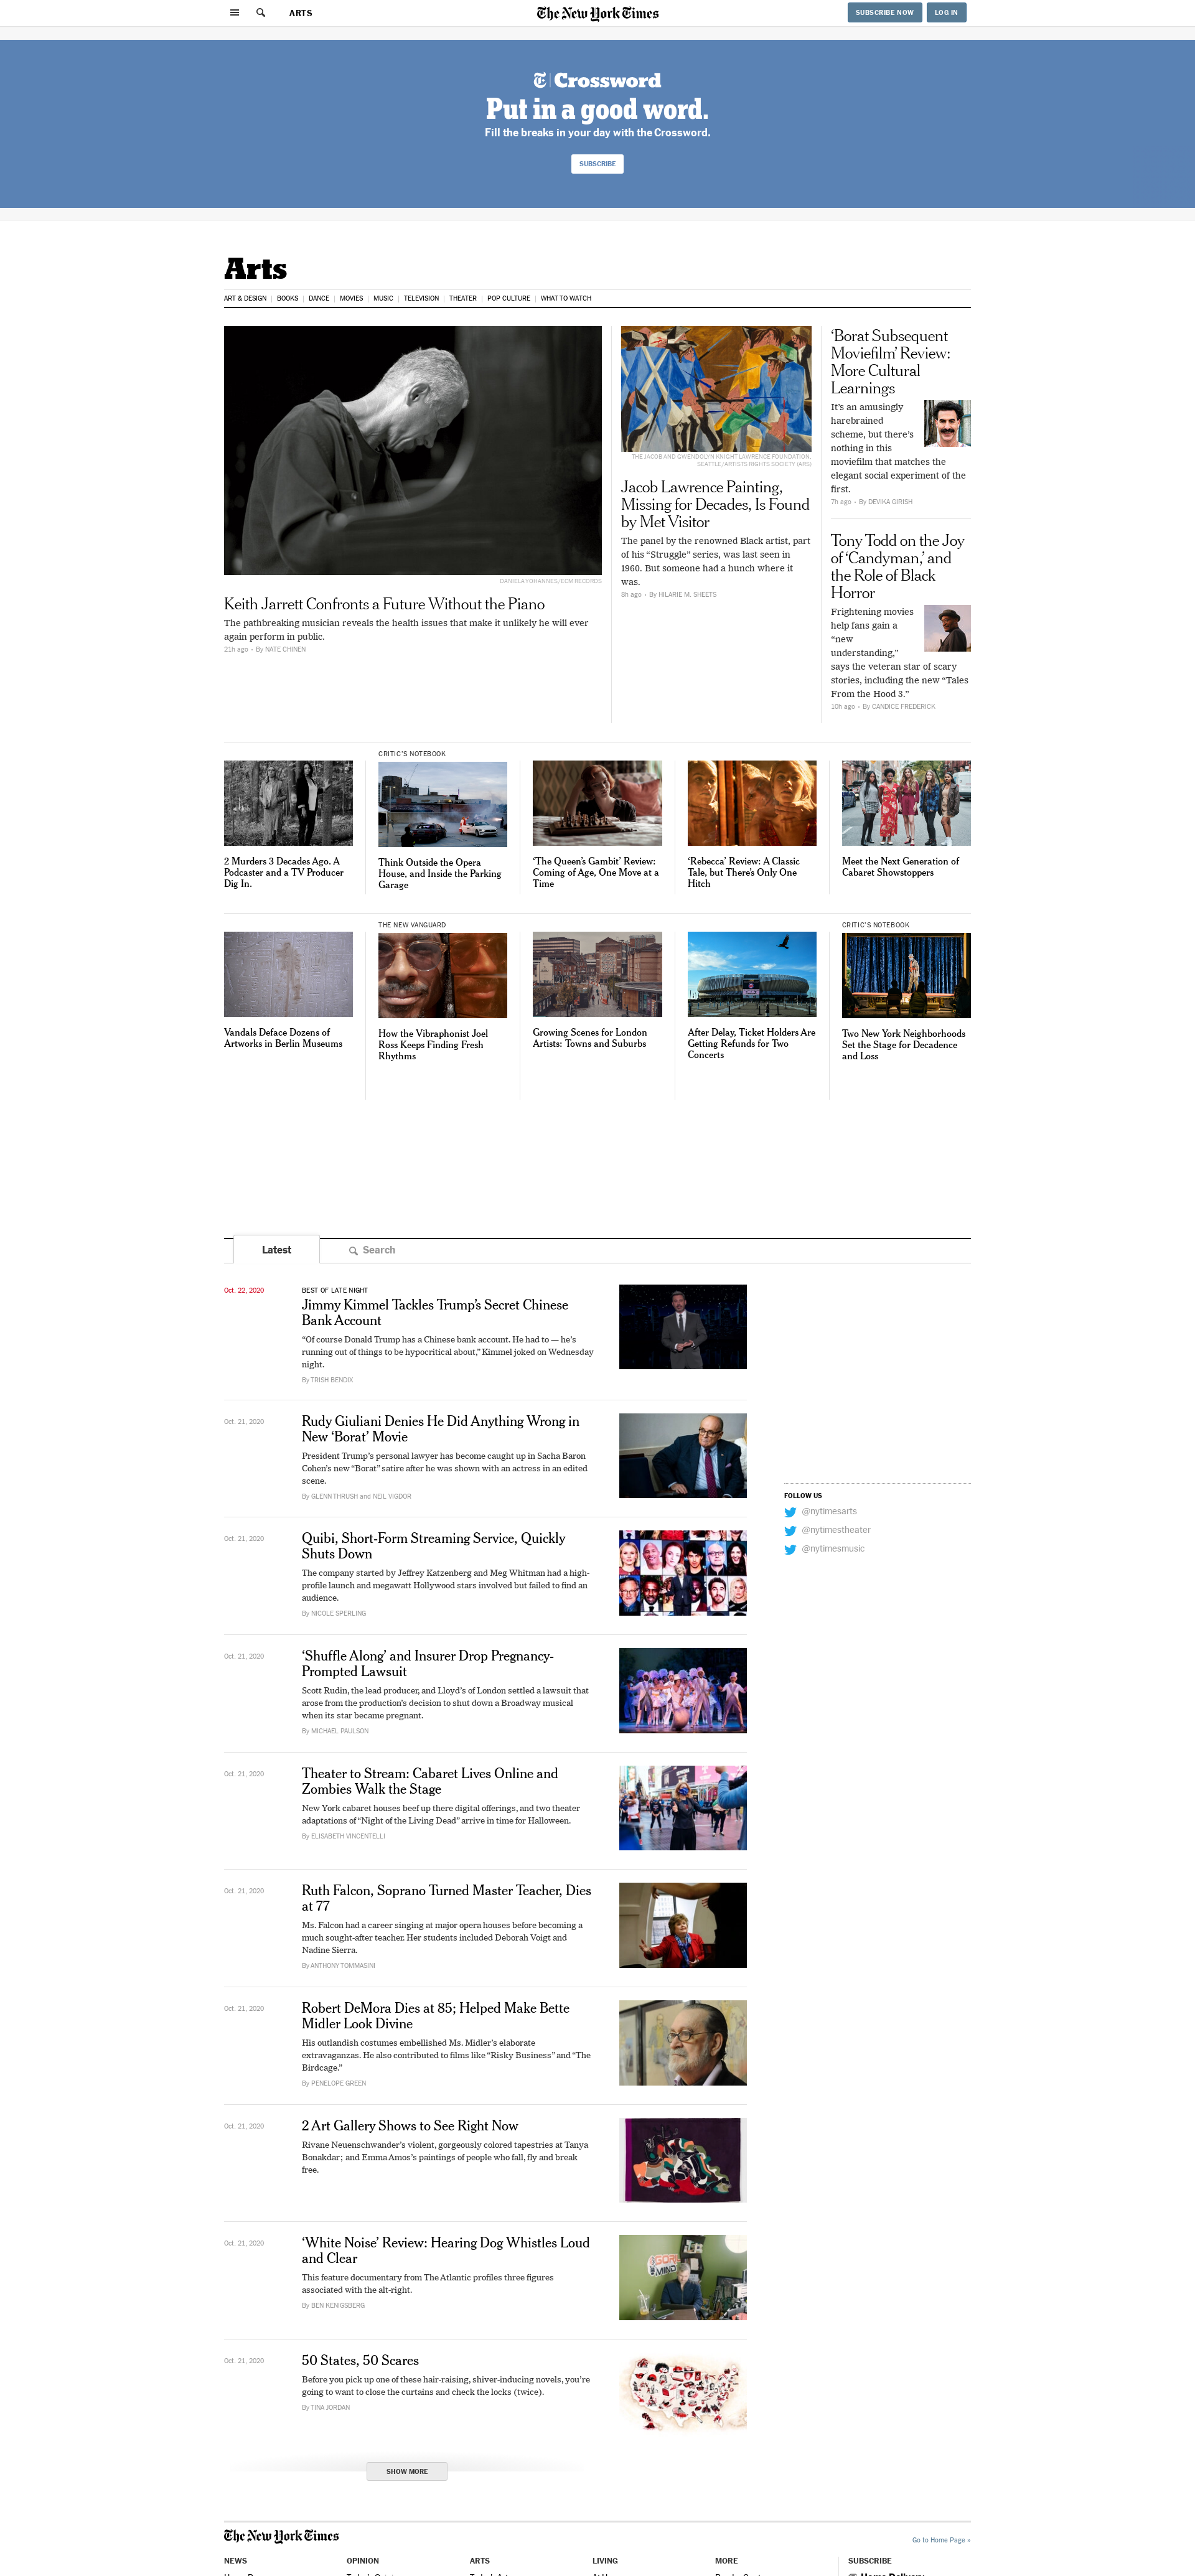 ARTS
The New York Times
SUBSCRIBE NOW
LOG IN
Crossword
Put in a good word.
Fill the breaks in your day with the Crossword.
SUBSCRIBE
Arts
ART & DESIGN
BOOKS
DANCE
MOVIES
MUSIC
TELEVISION
THEATER
POP CULTURE
WHAT TO WATCH
DANIELA YOHANNES/ECM RECORDS
Keith Jarrett Confronts a Future Without the Piano
The pathbreaking musician reveals the health issues that make it unlikely he will ever
again perform in public.
21h ago - By NATE CHINEN
THE JACOB AND GWENDOLYN KNIGHT LAWRENCE FOUNDATION,
SEATTLE/ARTISTS RIGHTS SOCIETY (ARS)
Jacob Lawrence Painting,
Missing for Decades, Is Found
by Met Visitor
The panel by the renowned Black artist, part
of his “Struggle” series, was last seen in
1960. But someone had a hunch where it
was.
8h ago - By HILARIE M. SHEETS
‘Borat Subsequent
Moviefilm’ Review:
More Cultural
Learnings
It’s an amusingly
harebrained
scheme, but there’s
nothing in this
moviefilm that matches the
elegant social experiment of the
first.
7h ago - By DEVIKA GIRISH
Tony Todd on the Joy
of ‘Candyman,’ and
the Role of Black
Horror
Frightening movies
help fans gain a
“new
understanding,”
says the veteran star of scary
stories, including the new “Tales
From the Hood 3.”
10h ago - By CANDICE FREDERICK
2 Murders 3 Decades Ago. A
Podcaster and a TV Producer
Dig In.
CRITIC’S NOTEBOOK
Think Outside the Opera
House, and Inside the Parking
Garage
‘The Queen’s Gambit’ Review:
Coming of Age, One Move at a
Time
‘Rebecca’ Review: A Classic
Tale, but There’s Only One
Hitch
Meet the Next Generation of
Cabaret Showstoppers
Vandals Deface Dozens of
Artworks in Berlin Museums
THE NEW VANGUARD
How the Vibraphonist Joel
Ross Keeps Finding Fresh
Rhythms
Growing Scenes for London
Artists: Towns and Suburbs
After Delay, Ticket Holders Are
Getting Refunds for Two
Concerts
CRITIC’S NOTEBOOK
Two New York Neighborhoods
Set the Stage for Decadence
and Loss
Latest
Search
Oct. 22, 2020
BEST OF LATE NIGHT
Jimmy Kimmel Tackles Trump’s Secret Chinese
Bank Account
“Of course Donald Trump has a Chinese bank account. He had to — he’s
running out of things to be hypocritical about,” Kimmel joked on Wednesday
night.
By TRISH BENDIX
Oct. 21, 2020
Rudy Giuliani Denies He Did Anything Wrong in
New ‘Borat’ Movie
President Trump’s personal lawyer has become caught up in Sacha Baron
Cohen’s new “Borat” satire after he was shown with an actress in an edited
scene.
By GLENN THRUSH and NEIL VIGDOR
Oct. 21, 2020
Quibi, Short-Form Streaming Service, Quickly
Shuts Down
The company started by Jeffrey Katzenberg and Meg Whitman had a high-
profile launch and megawatt Hollywood stars involved but failed to find an
audience.
By NICOLE SPERLING
Oct. 21, 2020
‘Shuffle Along’ and Insurer Drop Pregnancy-
Prompted Lawsuit
Scott Rudin, the lead producer, and Lloyd’s of London settled a lawsuit that
arose from the production’s decision to shut down a Broadway musical
when its star became pregnant.
By MICHAEL PAULSON
Oct. 21, 2020
Theater to Stream: Cabaret Lives Online and
Zombies Walk the Stage
New York cabaret houses beef up there digital offerings, and two theater
adaptations of “Night of the Living Dead” arrive in time for Halloween.
By ELISABETH VINCENTELLI
Oct. 21, 2020
Ruth Falcon, Soprano Turned Master Teacher, Dies
at 77
Ms. Falcon had a career singing at major opera houses before becoming a
much sought-after teacher. Her students included Deborah Voigt and
Nadine Sierra.
By ANTHONY TOMMASINI
Oct. 21, 2020
Robert DeMora Dies at 85; Helped Make Bette
Midler Look Divine
His outlandish costumes embellished Ms. Midler’s elaborate
extravaganzas. He also contributed to films like “Risky Business” and “The
Birdcage.”
By PENELOPE GREEN
Oct. 21, 2020
2 Art Gallery Shows to See Right Now
Rivane Neuenschwander’s violent, gorgeously colored tapestries at Tanya
Bonakdar; and Emma Amos’s paintings of people who fall, fly and break
free.
Oct. 21, 2020
‘White Noise’ Review: Hearing Dog Whistles Loud
and Clear
This feature documentary from The Atlantic profiles three figures
associated with the alt-right.
By BEN KENIGSBERG
Oct. 21, 2020
50 States, 50 Scares
Before you pick up one of these hair-raising, shiver-inducing novels, you’re
going to want to close the curtains and check the locks (twice).
By TINA JORDAN
SHOW MORE
FOLLOW US
@nytimesarts
@nytimestheater
@nytimesmusic
The New York Times
Go to Home Page »
NEWS
OPINION
ARTS
LIVING
MORE
SUBSCRIBE